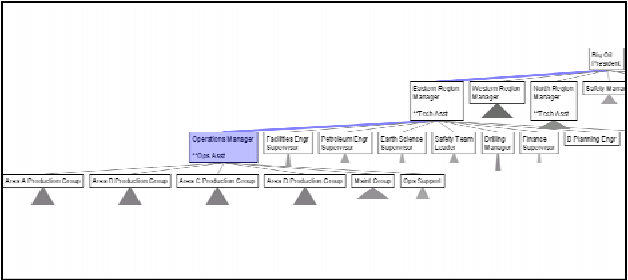 Big Oil
President
Eastern Region
Manager
**Tech Asst
Western Region
Manager
North Region
Manager
**Tech Asst
Safety Mana
Operations Manager
**Ops Asst
Facilities Engr
Supervisor
Petroleum Engr
Supervisor
Earth Science
Supervisor
Safety Team
Leader
Drilling
Manager
Finance
Supervisor
B Planning Engr
Area A Production Group
Area B Production Group
Area C Production Group
Area D Production Group
Maint Group
Ops Support